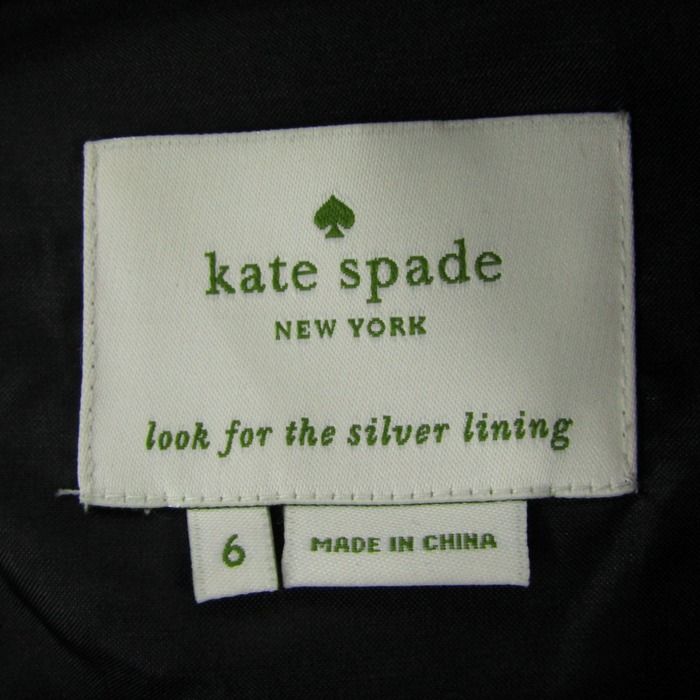 kate spade
NEW YORK
look for the silver lining
6
MADE IN CHINA